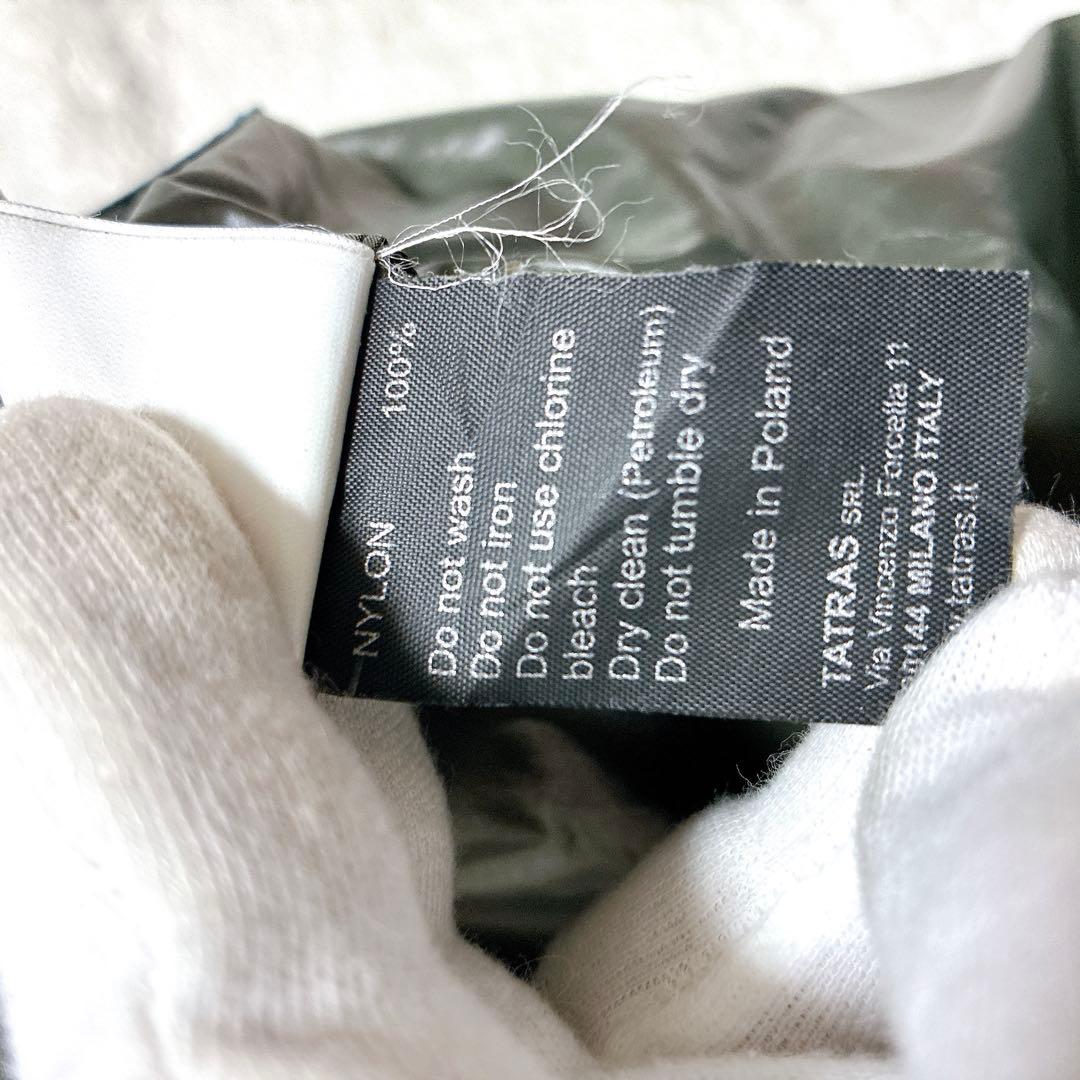 NYLON 100%
Do not wash
Do not iron
Do not use chlorine
bleach
Dry clean (Petroleum)
Do not tumble dry
Made in Poland
TATRAS SRL.
Via Vincenzo Forcella 11
20144 MILANO ITALY
tatras.it